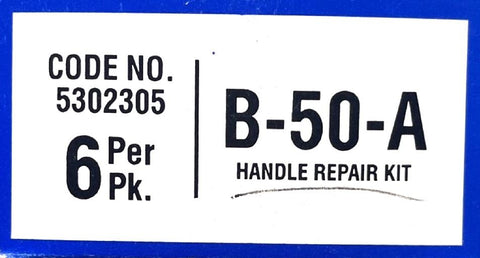 CODE NO.
5302305
6 Per
Pk.
B-50-A
HANDLE REPAIR KIT